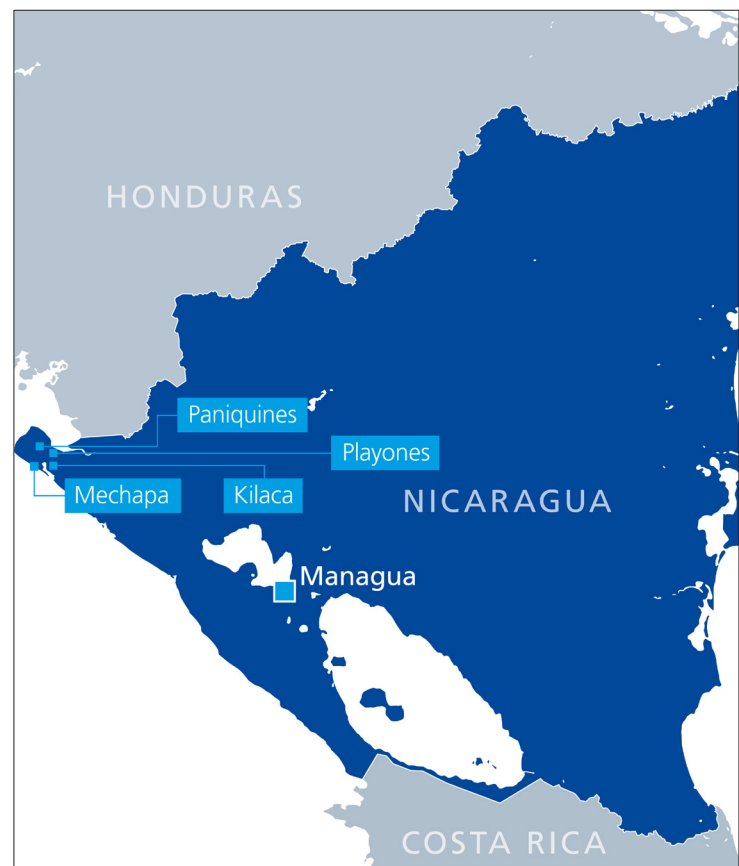 HONDURAS
Paniquines
Playones
Mechapa
Kilaca
NICARAGUA
Managua
COSTA RICA